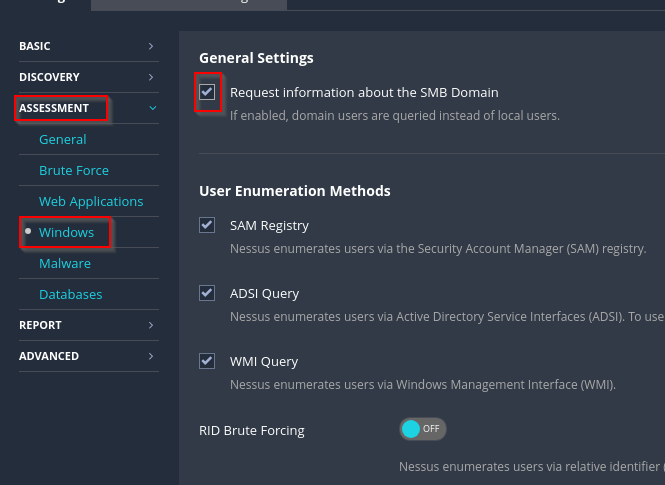 BASIC
DISCOVERY
ASSESSMENT
General
Brute Force
Web Applications
Windows
Malware
Databases
REPORT
ADVANCED
General Settings
Request information about the SMB Domain
If enabled, domain users are queried instead of local users.
User Enumeration Methods
SAM Registry
Nessus enumerates users via the Security Account Manager (SAM) registry.
ADSI Query
Nessus enumerates users via Active Directory Service Interfaces (ADSI). To use
WMI Query
Nessus enumerates users via Windows Management Interface (WMI).
RID Brute Forcing
OFF
Nessus enumerates users via relative identifier (